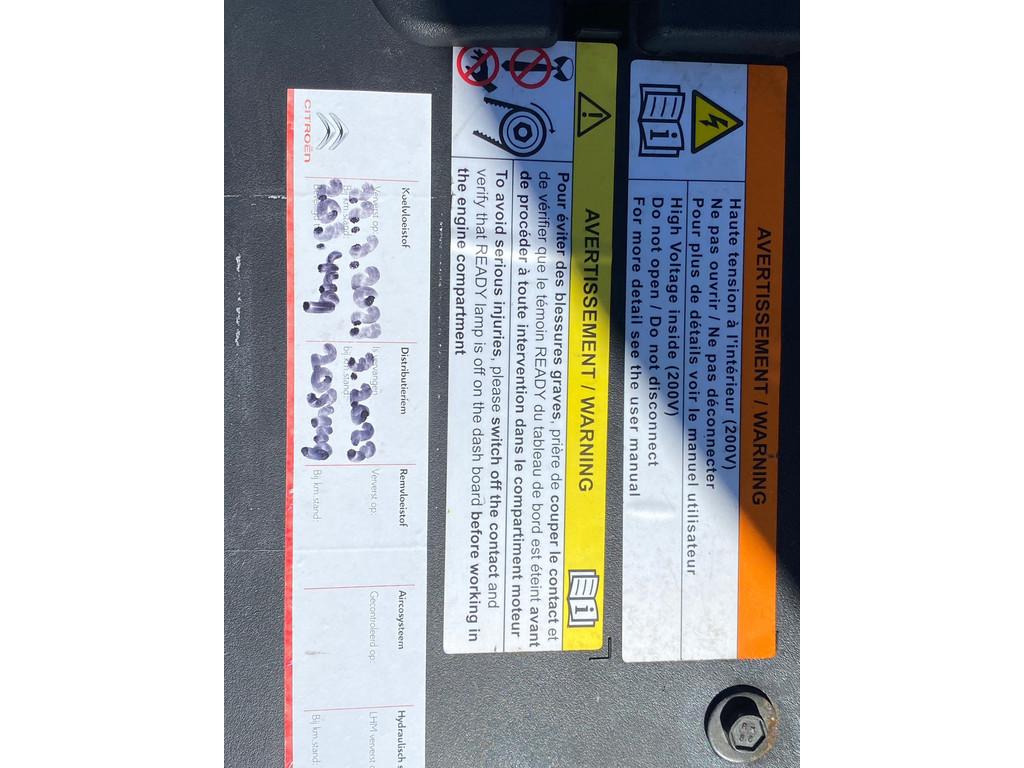 AVERTISSEMENT / WARNING
Haute tension à l'intérieur (200V)
Ne pas ouvrir / Ne pas déconnecter
Pour plus de détails voir le manuel utilisateur
High Voltage inside (200V)
Do not open / Do not disconnect
For more detail see the user manual
AVERTISSEMENT / WARNING
Pour éviter des blessures graves, prière de couper le contact et
de vérifier que le témoin READY du tableau de bord est éteint avant
de procéder à toute intervention dans le compartiment moteur
To avoid serious injuries, please switch off the contact and
verify that READY lamp is off on the dash board before working in
the engine compartment
CITROËN
Koelvloeistof
Ververst op:
Distributieriem
bij km.stand:
Remvloeistof
Ververst op:
Bij km.stand:
Aircosysteem
Gecontroleerd op:
Hydraulisch s
LHM ververst o
Bij km.stand: